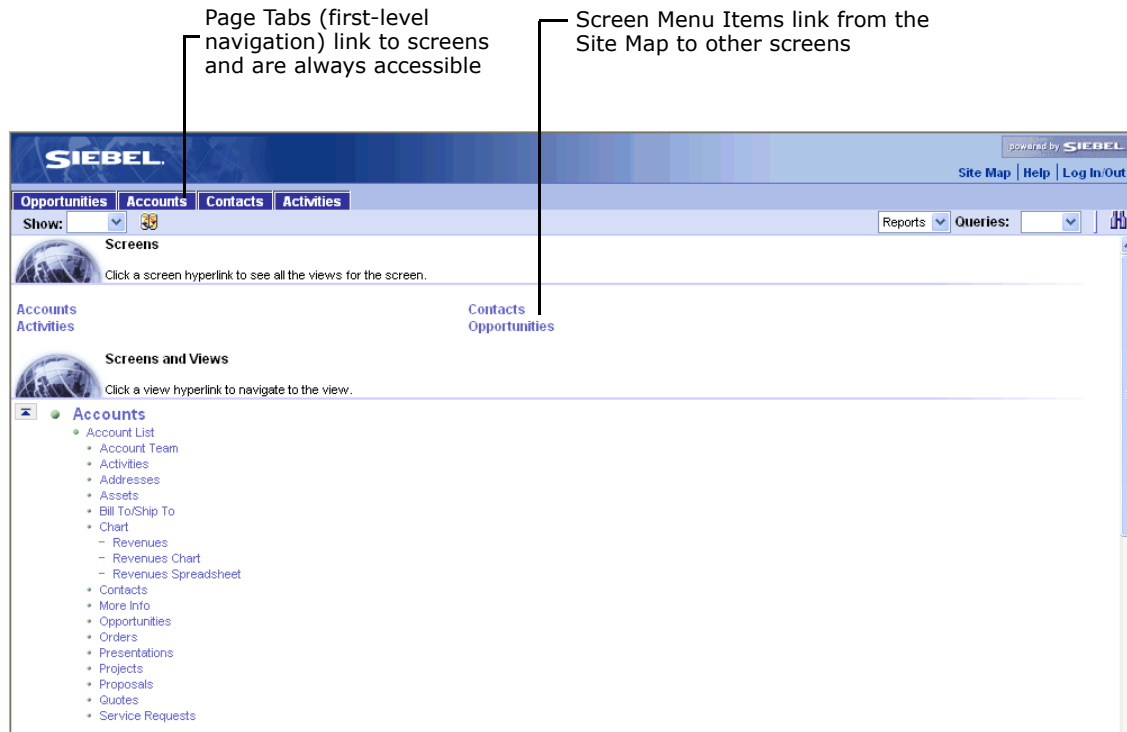 Page Tabs (first-level
navigation) link to screens
and are always accessible
Screen Menu Items link from the
Site Map to other screens
SIEBEL.
powered by SIEBEL
Site Map | Help | Log In/Out
Opportunities Accounts Contacts Activities
Show:
Reports Queries:
Screens
Click a screen hyperlink to see all the views for the screen.
Accounts Contacts
Activities Opportunities
Screens and Views
Click a view hyperlink to navigate to the view.
Accounts
Account List
Account Team
Activities
Addresses
Assets
Bill To/Ship To
Chart
– Revenues
– Revenues Chart
– Revenues Spreadsheet
Contacts
More Info
Opportunities
Orders
Presentations
Projects
Proposals
Quotes
Service Requests